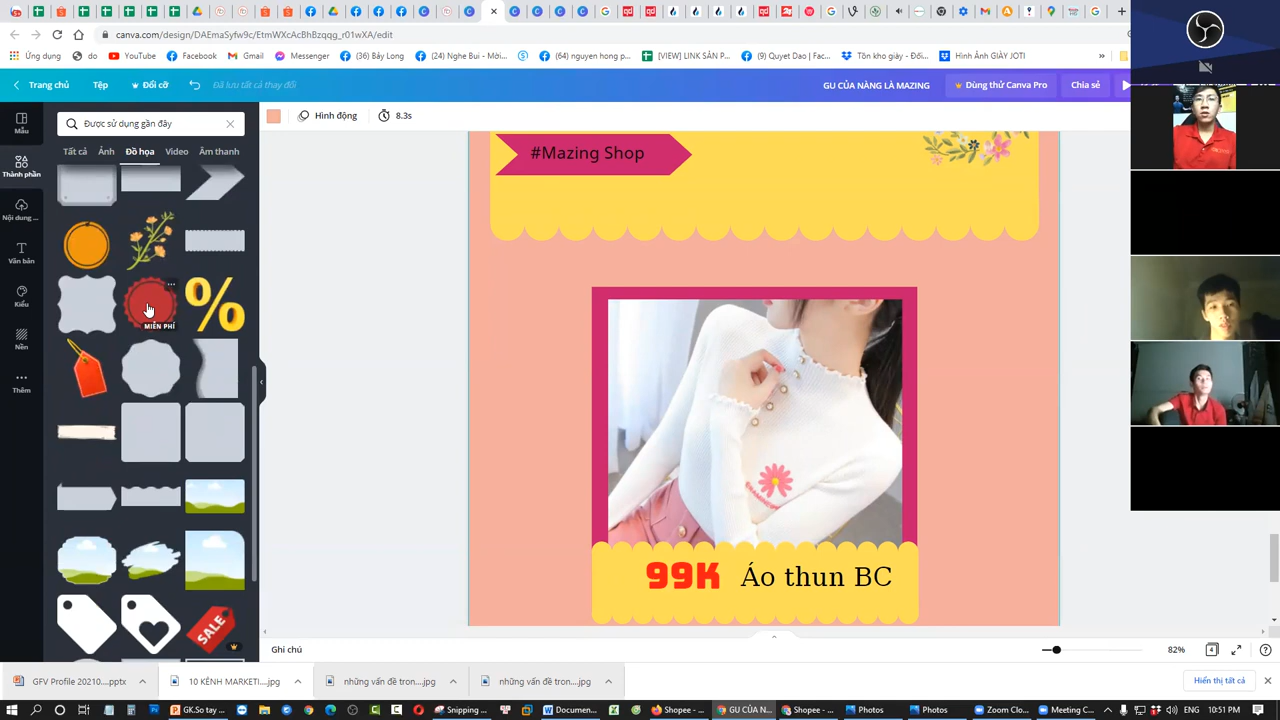 canva.com/design/DAEmaSyfw9c/EtmWXcAcBhBzqqg_r01wXA/edit
Ứng dụng
do
YouTube
Facebook
Gmail
Messenger
(36) Bảy Long
(24) Nghe Bui - Mời...
(64) nguyen hong p...
[VIEW] LINK SẢN P...
(9) Quyet Dao | Fac...
Tồn kho giày - Đối...
Hình Ảnh GIÀY JOTI
Trang chủ
Tệp
Đổi cỡ
Đã lưu tất cả thay đổi
GU CỦA NÀNG LÀ MAZING
Dùng thử Canva Pro
Chia sẻ
Mẫu
Thành phần
Nội dung ...
Văn bản
Kiểu
Nền
Thêm
Được sử dụng gần đây
Tất cả
Ảnh
Đồ họa
Video
Âm thanh
MIỄN PHÍ
%
SALE
Hình động
8.3s
#Mazing Shop
99K
Áo thun BC
Ghi chú
82%
4
GFV Profile 20210....pptx
10 KÊNH MARKETI....jpg
những vấn đề tron....jpg
những vấn đề tron....jpg
Hiển thị tất cả
GK.So tay ...
Snipping ...
Documen...
Shopee - ...
GU CỦA N...
Shopee - ...
Photos
Photos
Zoom Clo...
Meeting C...
ENG
10:51 PM